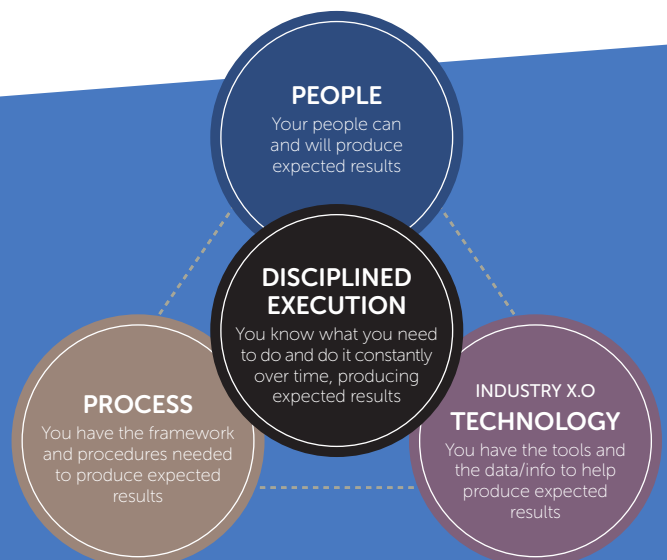 PEOPLE
Your people can
and will produce
expected results
DISCIPLINED
EXECUTION
You know what you need
to do and do it constantly
over time, producing
expected results
PROCESS
You have the framework
and procedures needed
to produce expected
results
INDUSTRY X.O
TECHNOLOGY
You have the tools and
the data/info to help
produce expected
results